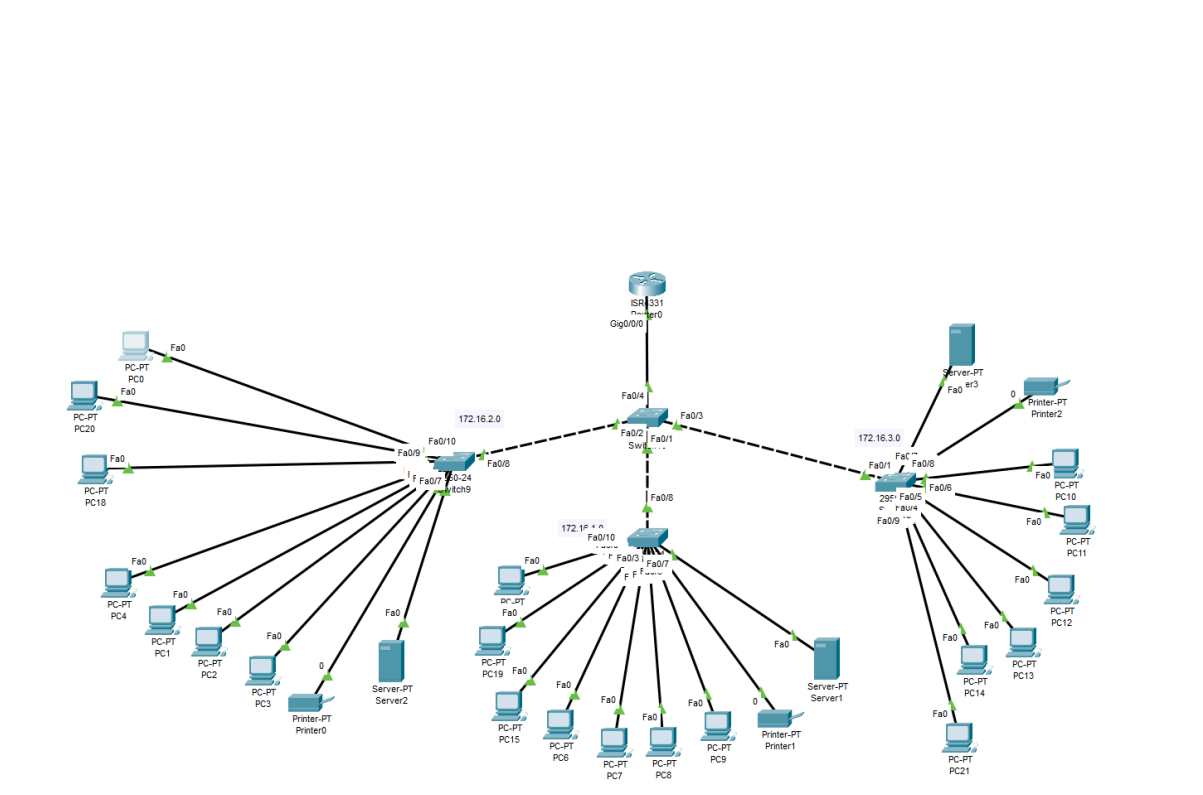 ISR4331
Gig0/0/0
Fa0/4
Fa0/3
Fa0/2
Fa0/1
172.16.2.0
Fa0/10
Fa0/9
Fa0/7
Fa0/8
Fa0
PC-PT
PC0
Fa0
PC-PT
PC20
Fa0
PC-PT
PC18
Fa0
PC-PT
PC4
Fa0
PC-PT
PC1
Fa0
PC-PT
PC2
Fa0
PC-PT
PC3
0
Printer-PT
Printer0
Fa0
Server-PT
Server2
Fa0/8
Fa0/10
Fa0/3
Fa0/7
Fa0
PC-PT
Fa0
PC-PT
PC19
Fa0
PC-PT
PC15
Fa0
PC-PT
PC6
Fa0
PC-PT
PC7
Fa0
PC-PT
PC8
Fa0
PC-PT
PC9
0
Printer-PT
Printer1
Fa0
Server-PT
Server1
172.16.3.0
Fa0/1
Fa0/8
Fa0/6
Fa0/5
Fa0/4
Fa0/9
Server-PT
Fa0
0
Printer-PT
Printer2
Fa0
PC-PT
PC10
Fa0
PC-PT
PC11
Fa0
PC-PT
PC12
Fa0
PC-PT
PC13
Fa0
PC-PT
PC14
Fa0
PC-PT
PC21